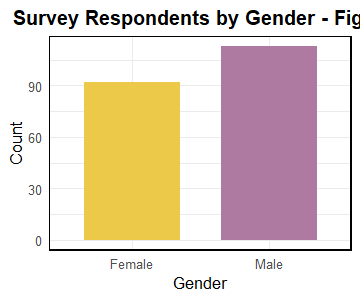 Survey Respondents by Gender - Fig
90
60
30
0
Count
Female Male
Gender